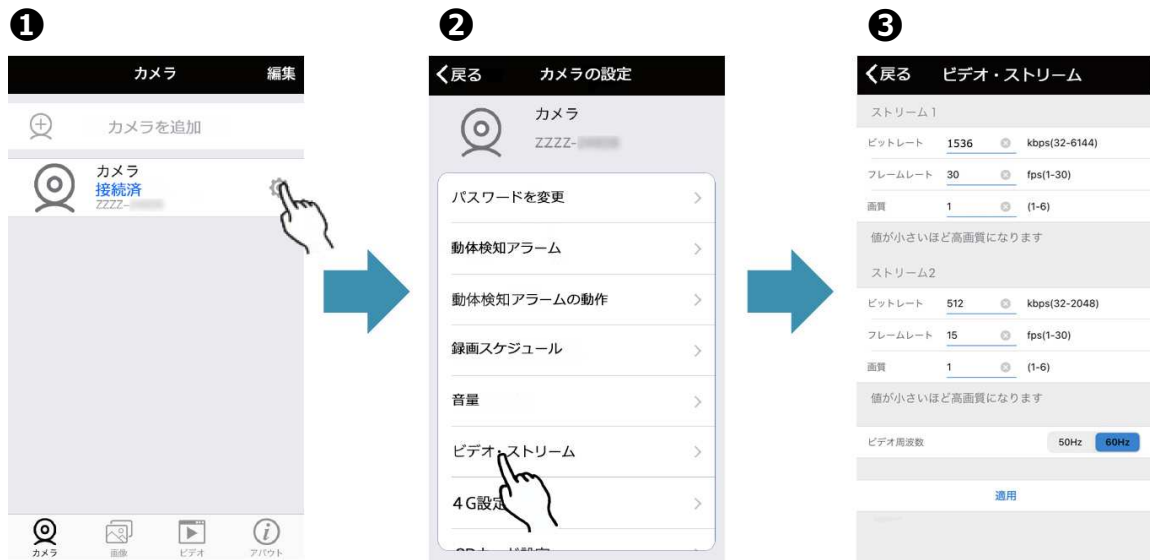 ❶
カメラ 編集
カメラを追加
カメラ
接続済
ZZZZ-
カメラ 画像 ビデオ アバウト
❷
戻る カメラの設定
カメラ
ZZZZ-
パスワードを変更
動体検知アラーム
動体検知アラームの動作
録画スケジュール
音量
ビデオ・ストリーム
4G設定
❸
戻る ビデオ・ストリーム
ストリーム1
ビットレート 1536 kbps(32-6144)
フレームレート 30 fps(1-30)
画質 1 (1-6)
値が小さいほど高画質になります
ストリーム2
ビットレート 512 kbps(32-2048)
フレームレート 15 fps(1-30)
画質 1 (1-6)
値が小さいほど高画質になります
ビデオ周波数 50Hz 60Hz
適用